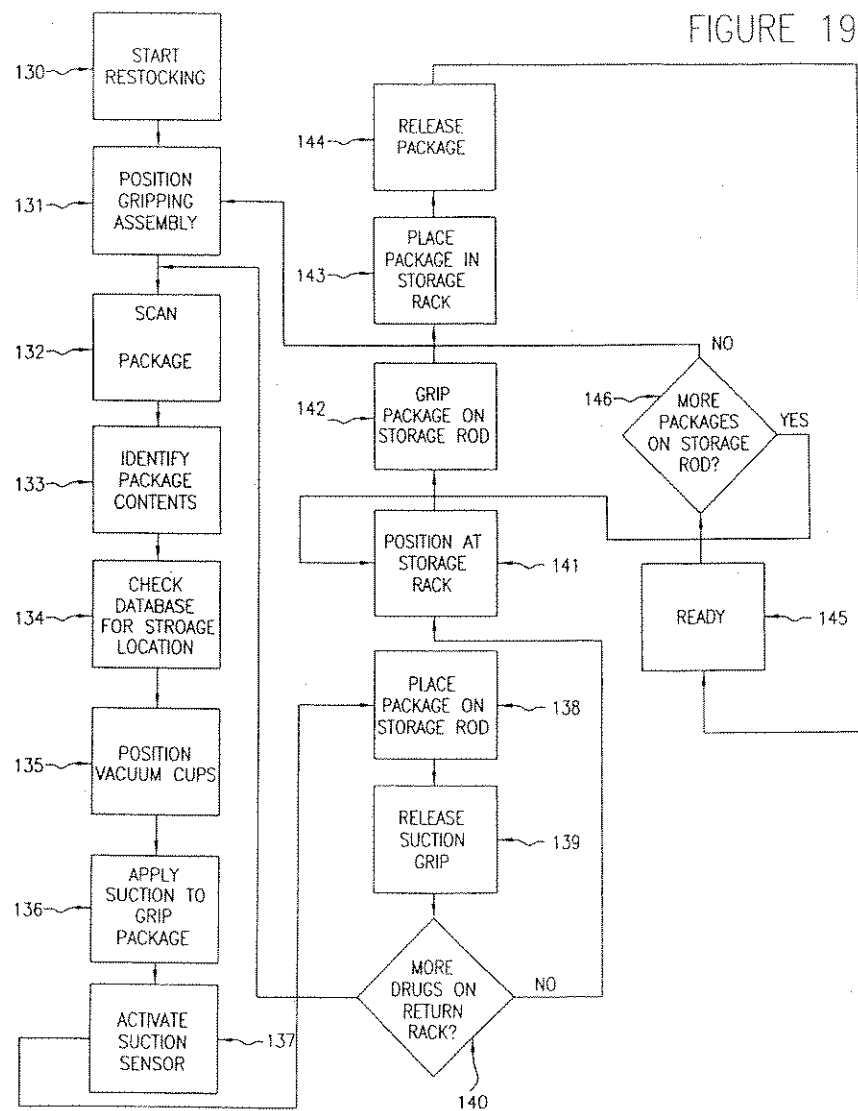 FIGURE 19
130
START
RESTOCKING
131
POSITION
GRIPPING
ASSEMBLY
132
SCAN
PACKAGE
133
IDENTIFY
PACKAGE
CONTENTS
134
CHECK
DATABASE
FOR STROAGE
LOCATION
135
POSITION
VACUUM CUPS
136
APPLY
SUCTION TO
GRIP
PACKAGE
ACTIVATE
SUCTION
SENSOR
137
144
RELEASE
PACKAGE
143
PLACE
PACKAGE IN
STORAGE
RACK
142
GRIP
PACKAGE ON
STORAGE ROD
POSITION AT
STORAGE
RACK
141
PLACE
PACKAGE ON
STORAGE ROD
138
RELEASE
SUCTION
GRIP
139
MORE
DRUGS ON
RETURN
RACK?
NO
140
NO
146
MORE
PACKAGES
ON STORAGE
ROD?
YES
READY
145